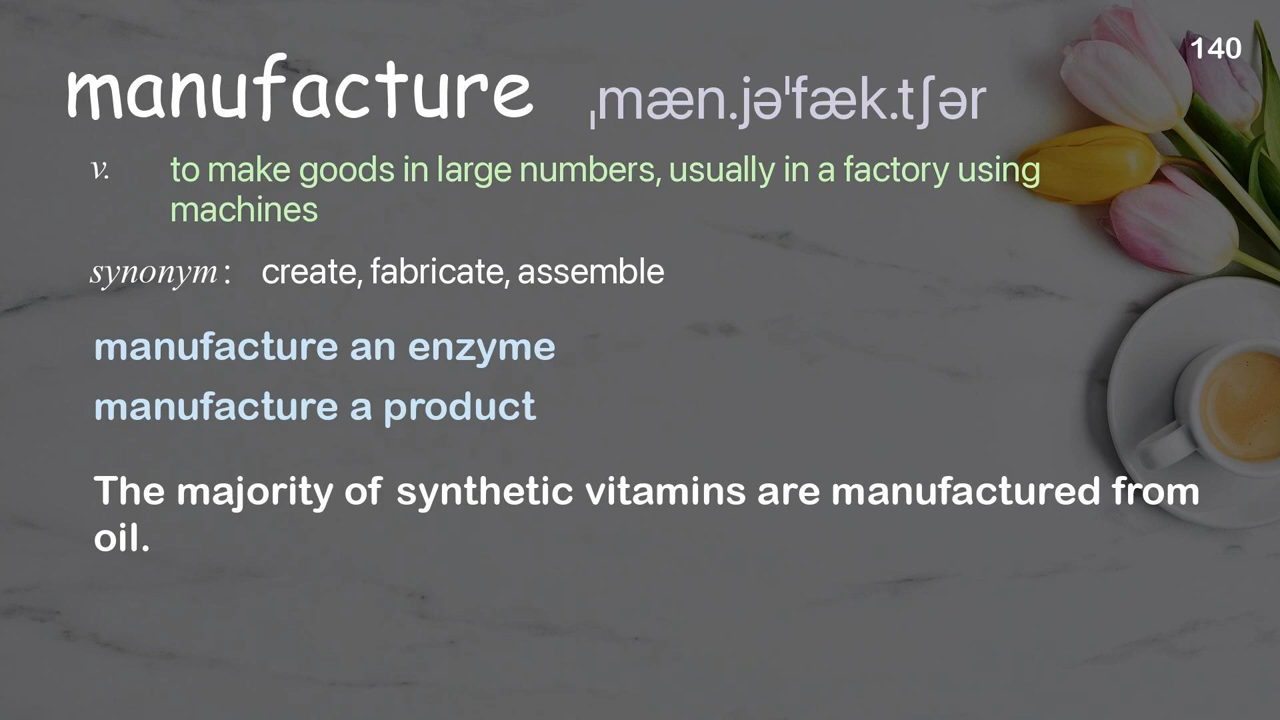 140
manufacture ˌmæn.jəˈfæk.tʃər
v. to make goods in large numbers, usually in a factory using
machines
synonym: create, fabricate, assemble
manufacture an enzyme
manufacture a product
The majority of synthetic vitamins are manufactured from
oil.